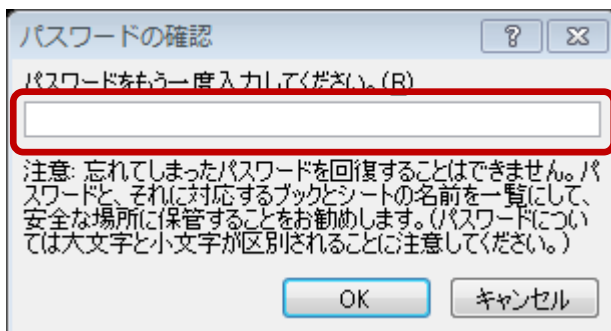 パスワードの確認
パスワードをもう一度入力してください。(R)
注意: 忘れてしまったパスワードを回復することはできません。パ
スワードと、それに対応するブックとシートの名前を一覧にして、
安全な場所に保管することをお勧めします。(パスワードについ
ては大文字と小文字が区別されることに注意してください。)
OK キャンセル